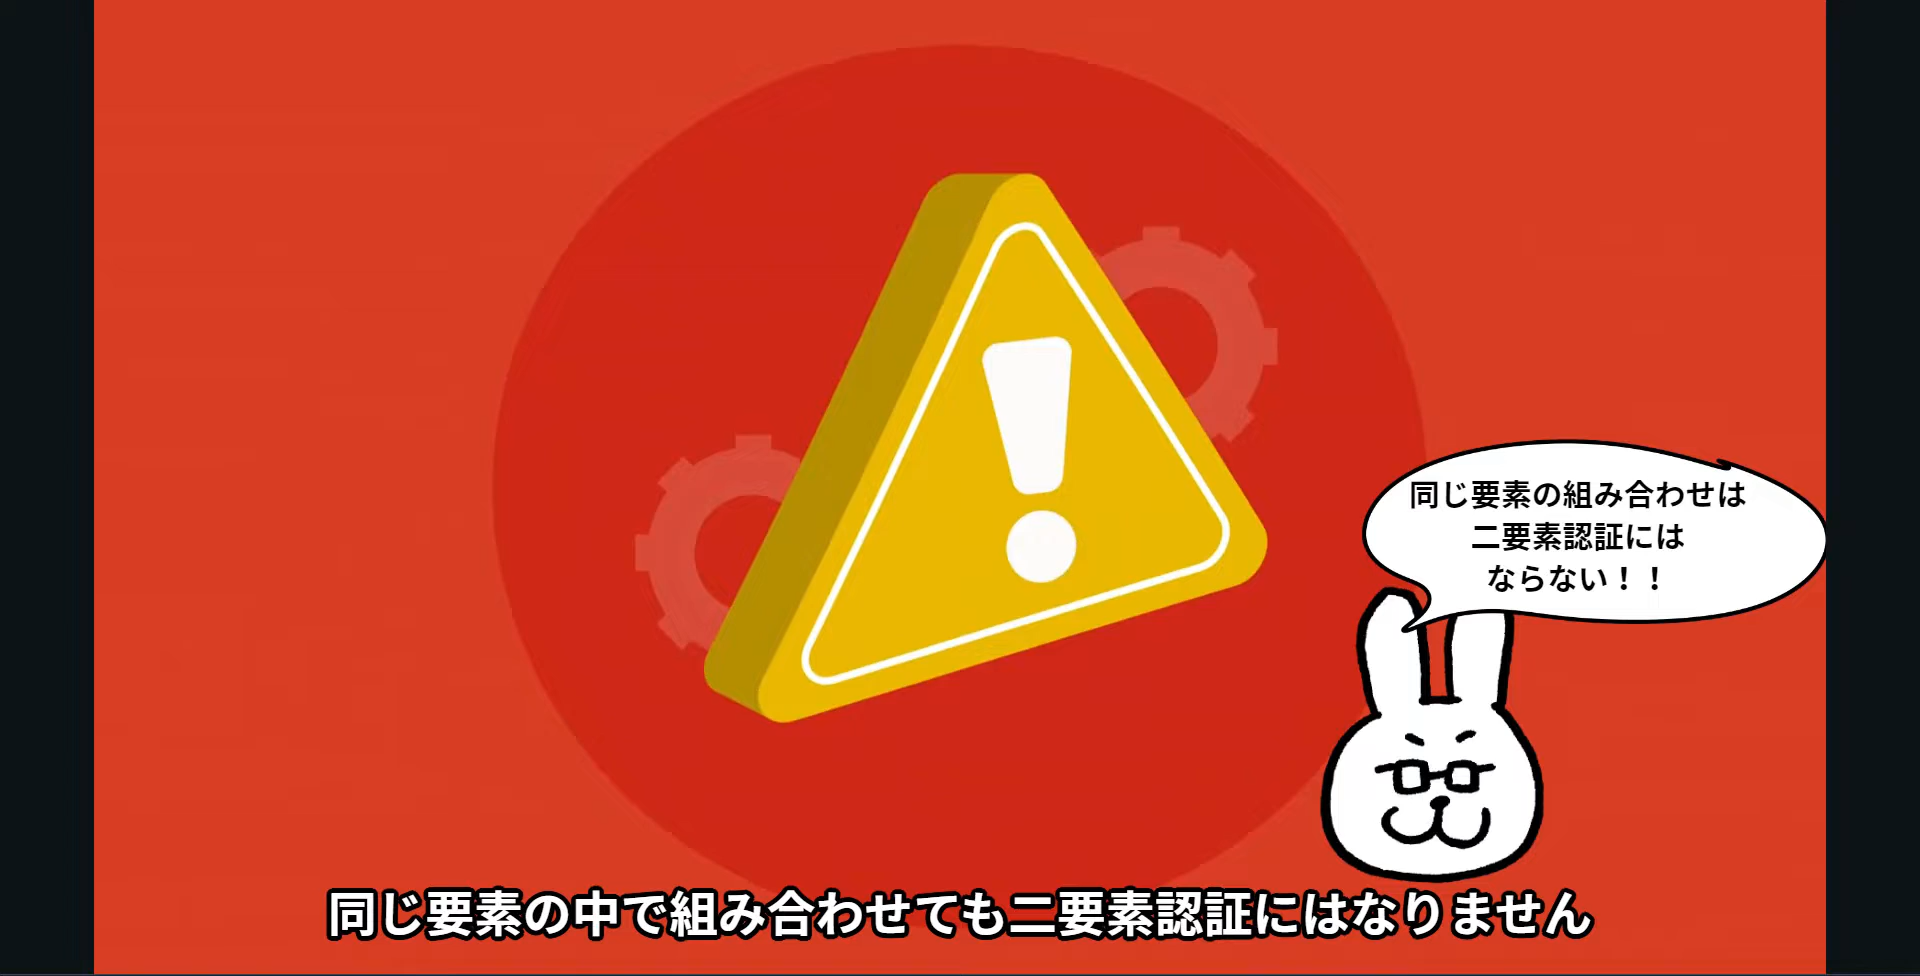 同じ要素の組み合わせは
二要素認証には
ならない！！
同じ要素の中で組み合わせても二要素認証にはなりません